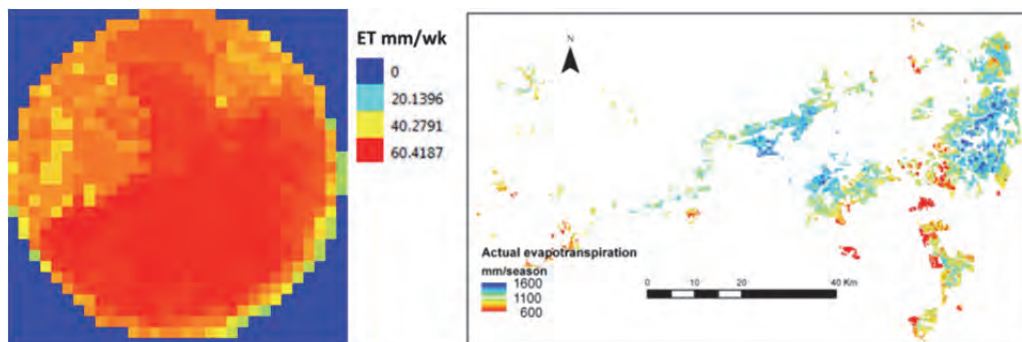 ET mm/wk
0
20.1396
40.2791
60.4187
N
Actual evapotranspiration
mm/season
1600
1100
600
0 10 20 40 Km